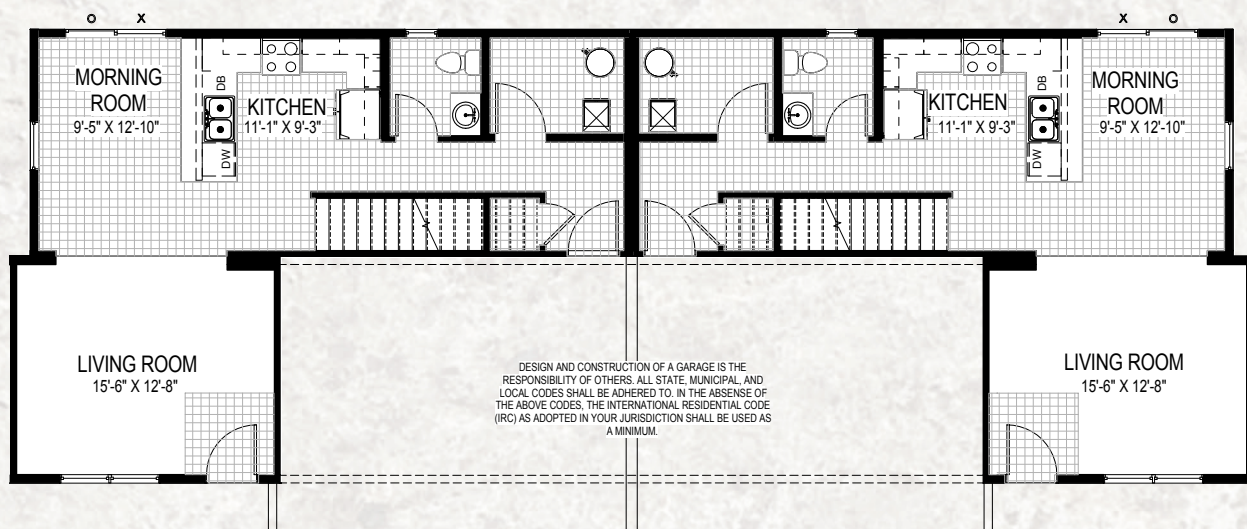 O X
X O
MORNING
ROOM
9'-5" X 12'-10"
DB
KITCHEN
11'-1" X 9'-3"
DW
KITCHEN
11'-1" X 9'-3"
DB
DW
MORNING
ROOM
9'-5" X 12'-10"
LIVING ROOM
15'-6" X 12'-8"
DESIGN AND CONSTRUCTION OF A GARAGE IS THE
RESPONSIBILITY OF OTHERS. ALL STATE, MUNICIPAL, AND
LOCAL CODES SHALL BE ADHERED TO. IN THE ABSENSE OF
THE ABOVE CODES, THE INTERNATIONAL RESIDENTIAL CODE
(IRC) AS ADOPTED IN YOUR JURISDICTION SHALL BE USED AS
A MINIMUM.
LIVING ROOM
15'-6" X 12'-8"